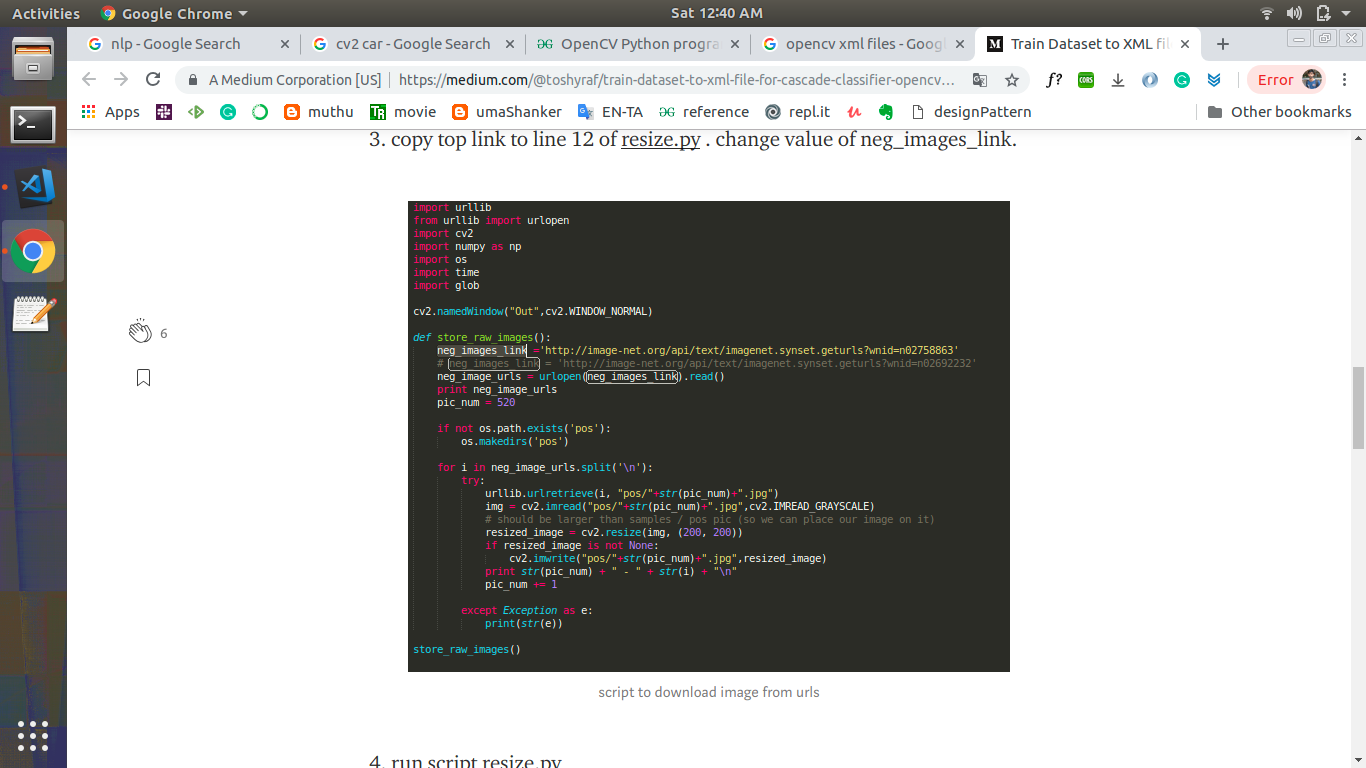 Activities Google Chrome Sat 12:40 AM
nlp - Google Search cv2 car - Google Search OpenCV Python progra opencv xml files - Goog Train Dataset to XML fil
A Medium Corporation [US] https://medium.com/@toshyraf/train-dataset-to-xml-file-for-cascade-classifier-opencv… f? CORS Error
Apps muthu TR movie umaShanker EN-TA reference repl.it designPattern Other bookmarks
3. copy top link to line 12 of resize.py . change value of neg_images_link.
import urllib
from urllib import urlopen
import cv2
import numpy as np
import os
import time
import glob
cv2.namedWindow("Out",cv2.WINDOW_NORMAL)
def store_raw_images():
neg_images_link ='http://image-net.org/api/text/imagenet.synset.geturls?wnid=n02758863'
# neg_images_link = 'http://image-net.org/api/text/imagenet.synset.geturls?wnid=n02692232'
neg_image_urls = urlopen(neg_images_link).read()
print neg_image_urls
pic_num = 520
if not os.path.exists('pos'):
os.makedirs('pos')
for i in neg_image_urls.split('\n'):
try:
urllib.urlretrieve(i, "pos/"+str(pic_num)+".jpg")
img = cv2.imread("pos/"+str(pic_num)+".jpg",cv2.IMREAD_GRAYSCALE)
# should be larger than samples / pos pic (so we can place our image on it)
resized_image = cv2.resize(img, (200, 200))
if resized_image is not None:
cv2.imwrite("pos/"+str(pic_num)+".jpg",resized_image)
print str(pic_num) + " - " + str(i) + "\n"
pic_num += 1
except Exception as e:
print(str(e))
store_raw_images()
6
script to download image from urls
4. run script resize.py